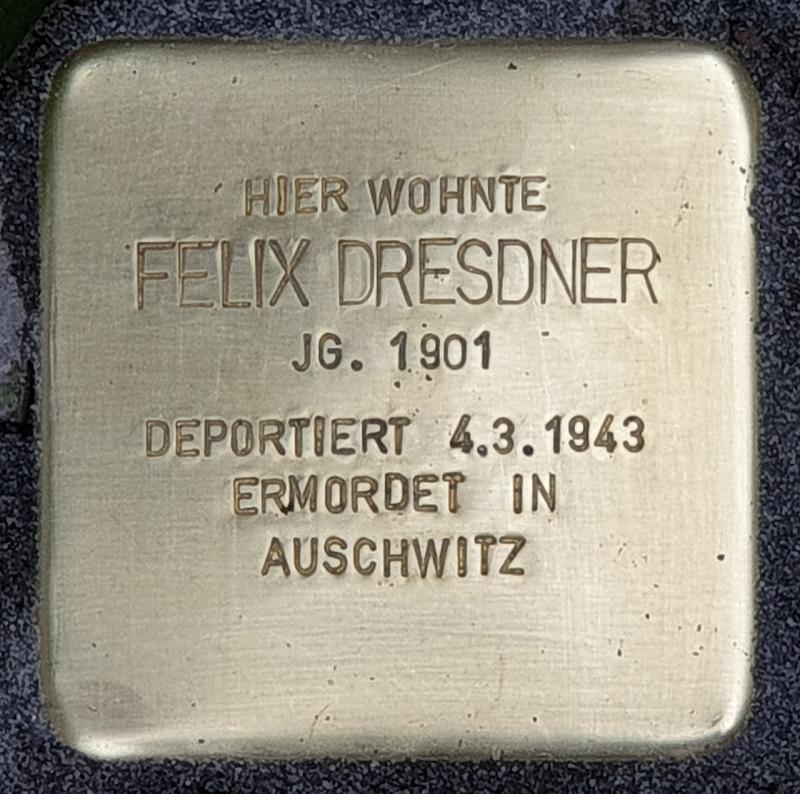 HIER WOHNTE
FELIX DRESDNER
JG. 1901
DEPORTIERT 4.3.1943
ERMORDET IN
AUSCHWITZ